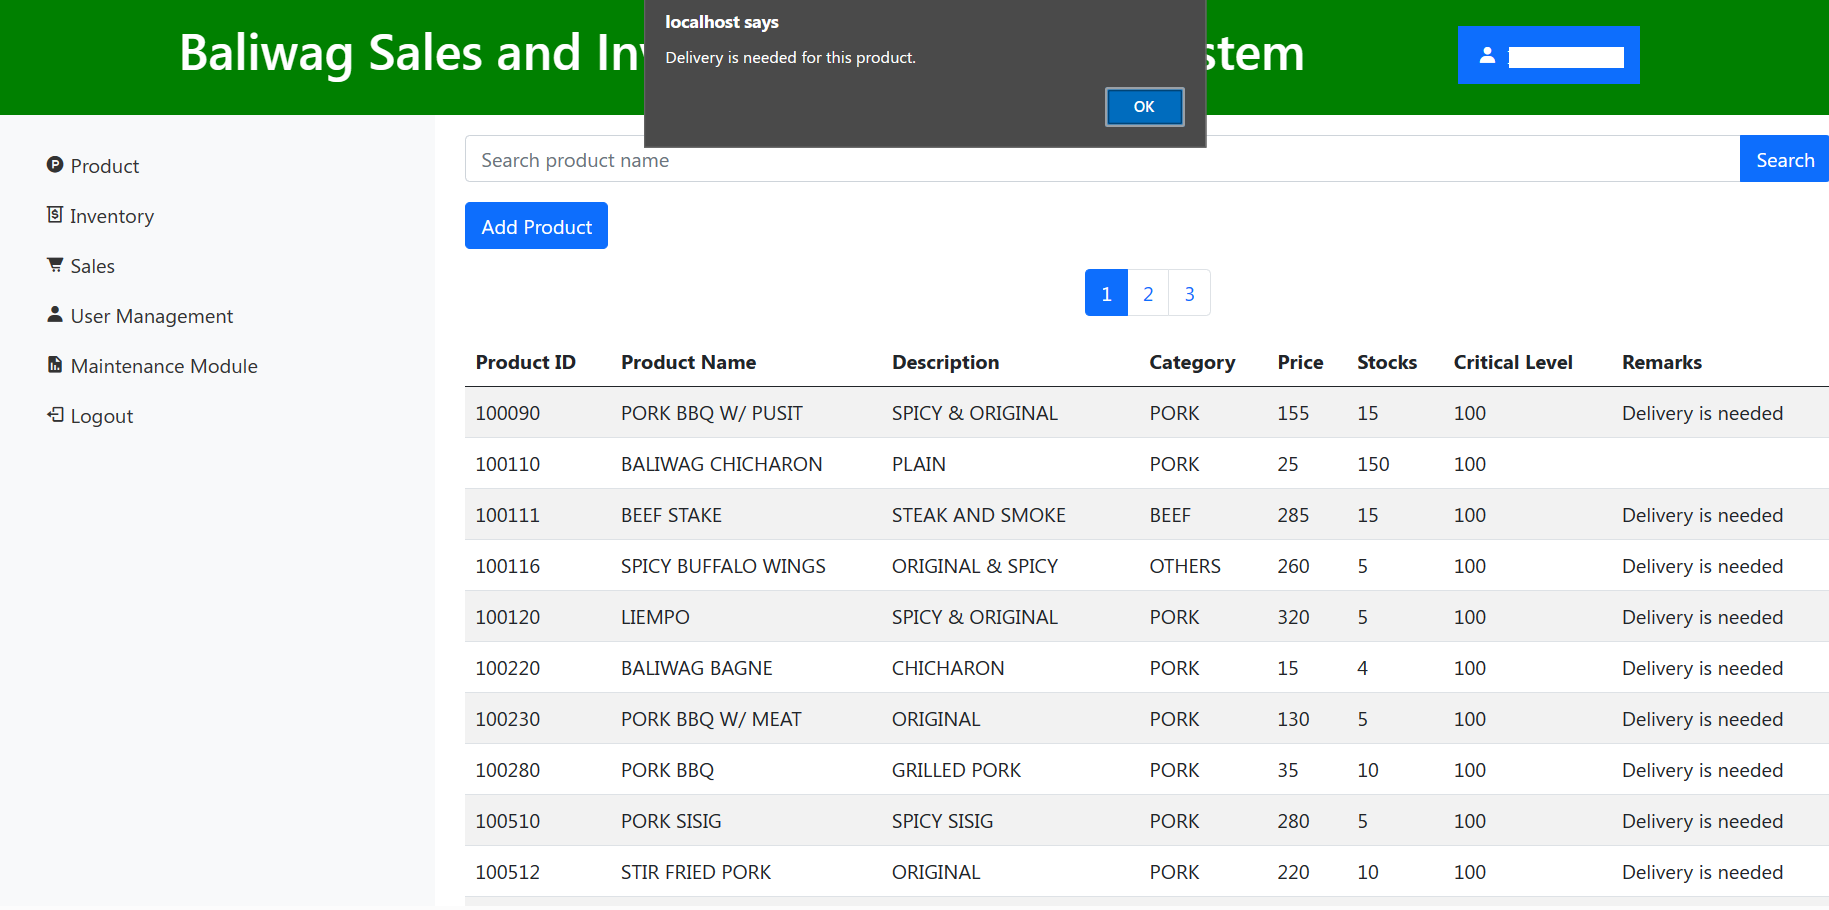 localhost says
Delivery is needed for this product.
OK
Baliwag Sales and Inv stem
Search product name
Search
Product
Inventory
Sales
User Management
Maintenance Module
Logout
Add Product
1 2 3
Product ID Product Name Description Category Price Stocks Critical Level Remarks
100090 PORK BBQ W/ PUSIT SPICY & ORIGINAL PORK 155 15 100 Delivery is needed
100110 BALIWAG CHICHARON PLAIN PORK 25 150 100
100111 BEEF STAKE STEAK AND SMOKE BEEF 285 15 100 Delivery is needed
100116 SPICY BUFFALO WINGS ORIGINAL & SPICY OTHERS 260 5 100 Delivery is needed
100120 LIEMPO SPICY & ORIGINAL PORK 320 5 100 Delivery is needed
100220 BALIWAG BAGNE CHICHARON PORK 15 4 100 Delivery is needed
100230 PORK BBQ W/ MEAT ORIGINAL PORK 130 5 100 Delivery is needed
100280 PORK BBQ GRILLED PORK PORK 35 10 100 Delivery is needed
100510 PORK SISIG SPICY SISIG PORK 280 5 100 Delivery is needed
100512 STIR FRIED PORK ORIGINAL PORK 220 10 100 Delivery is needed